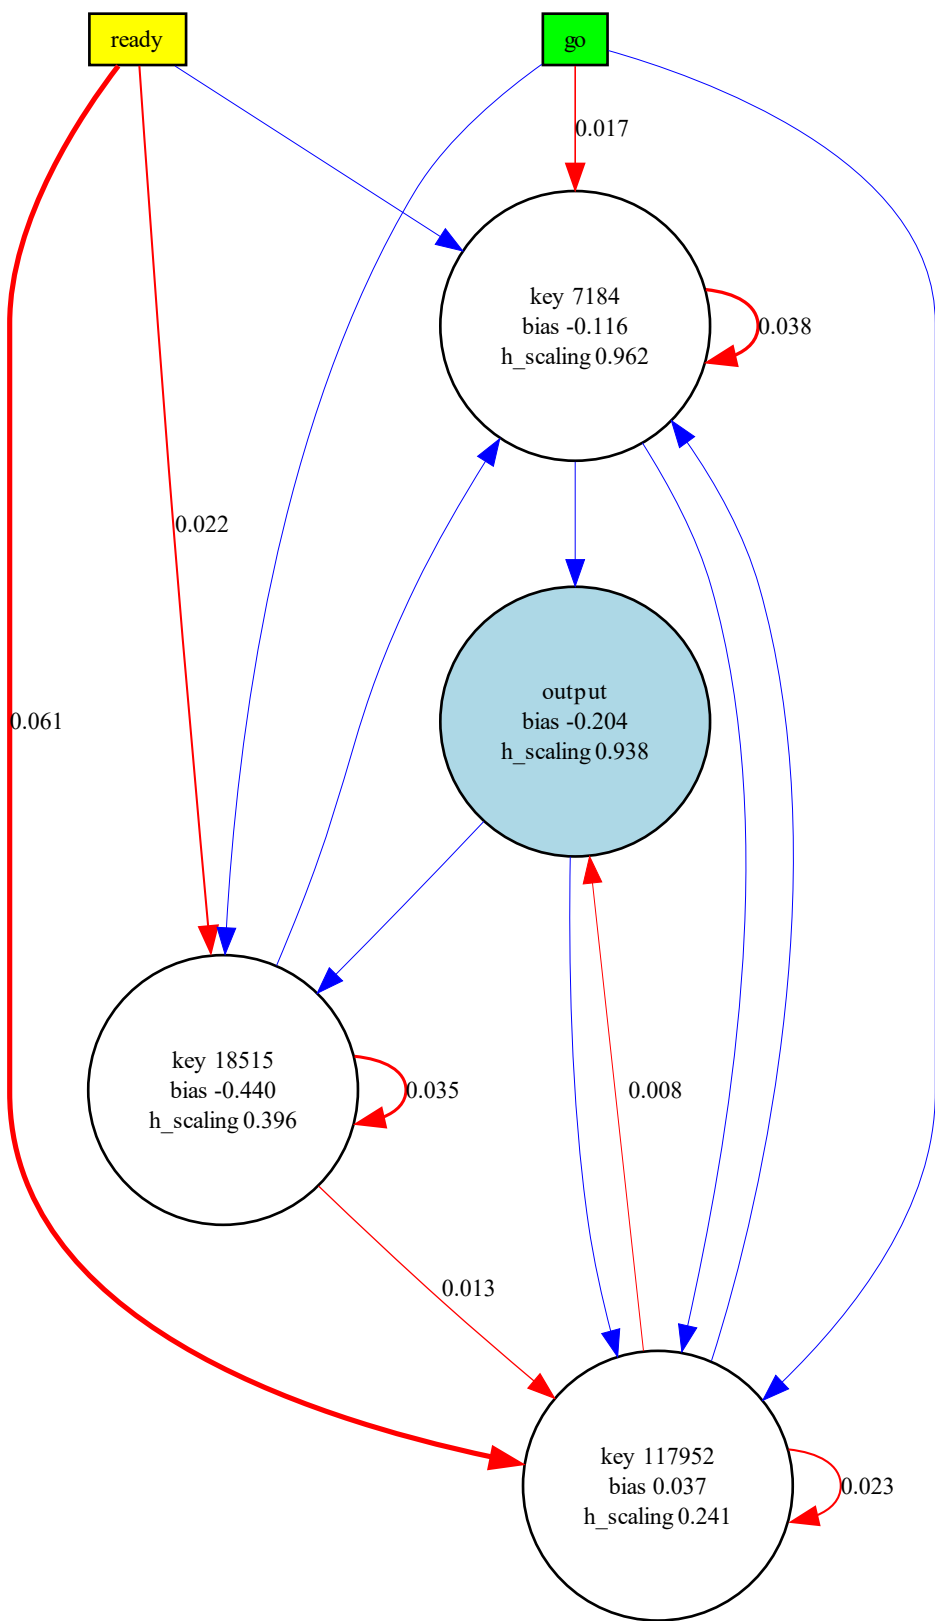 ready
go
0.017
key 7184
bias -0.116
h_scaling 0.962
0.038
0.022
0.061
output
bias -0.204
h_scaling 0.938
key 18515
bias -0.440
h_scaling 0.396
0.035
0.008
0.013
key 117952
bias 0.037
h_scaling 0.241
0.023